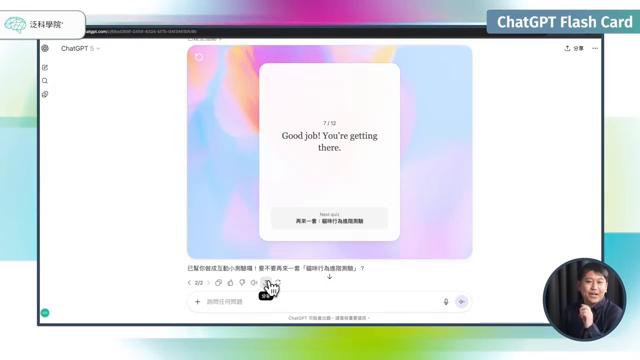 泛科學院
ChatGPT Flash Card
ChatGPT 5
分享
7 / 12
Good job! You're getting
there.
Next quiz
再來一套：貓咪行為進階測驗
已幫你做成互動小測驗囉！要不要再來一套「貓咪行為進階測驗」？
2/2
分享
詢問任何問題
ChatGPT 可能會出錯。請查核重要資訊。